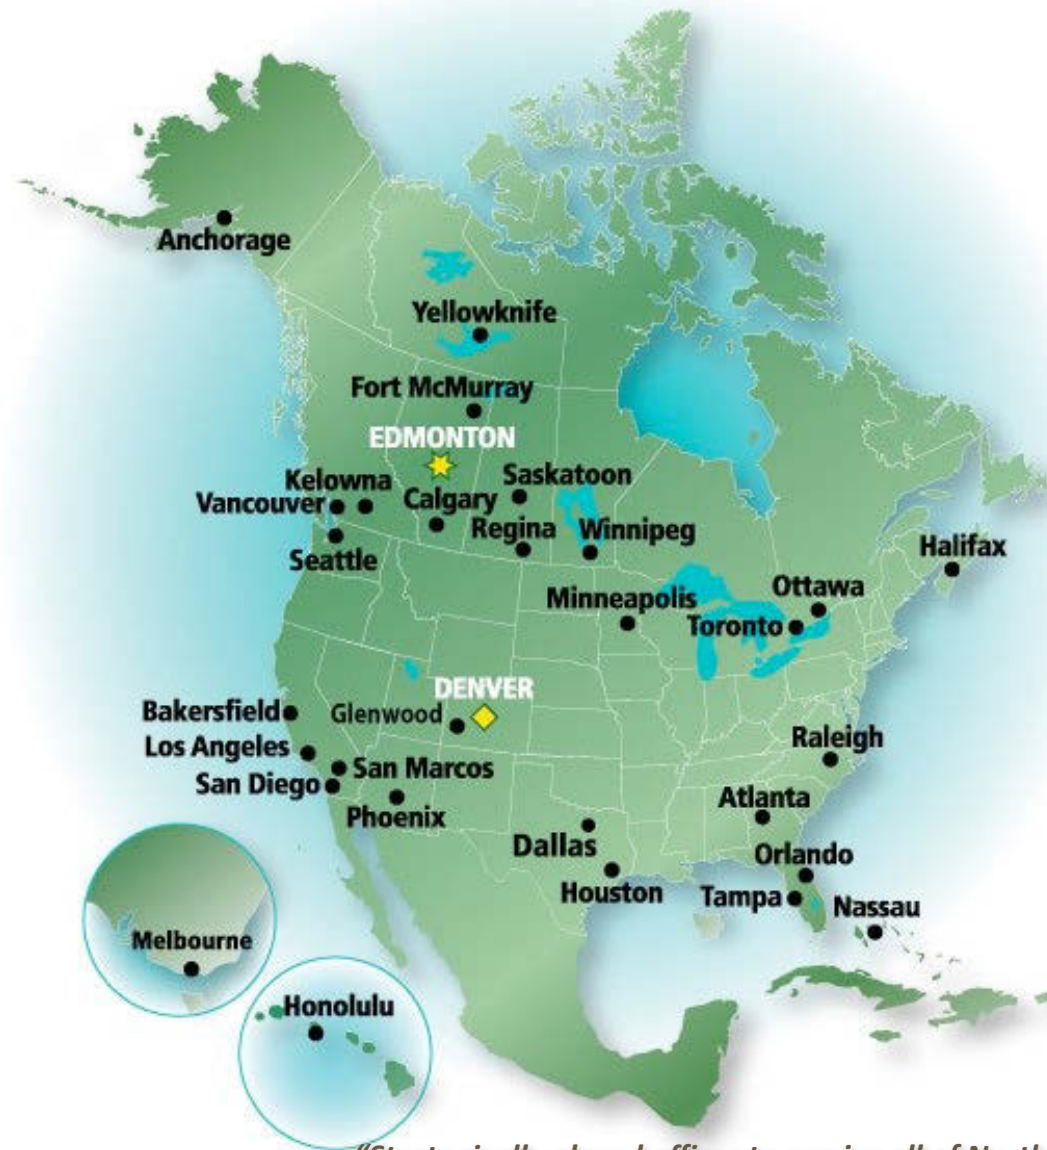 Anchorage
Yellowknife
Fort McMurray
EDMONTON
Saskatoon
Kelowna
Calgary
Vancouver
Regina
Winnipeg
Seattle
Halifax
Ottawa
Minneapolis
Toronto
DENVER
Glenwood
Bakersfield
Raleigh
Los Angeles
San Marcos
San Diego
Atlanta
Phoenix
Dallas
Orlando
Houston
Tampa
Nassau
Melbourne
Honolulu